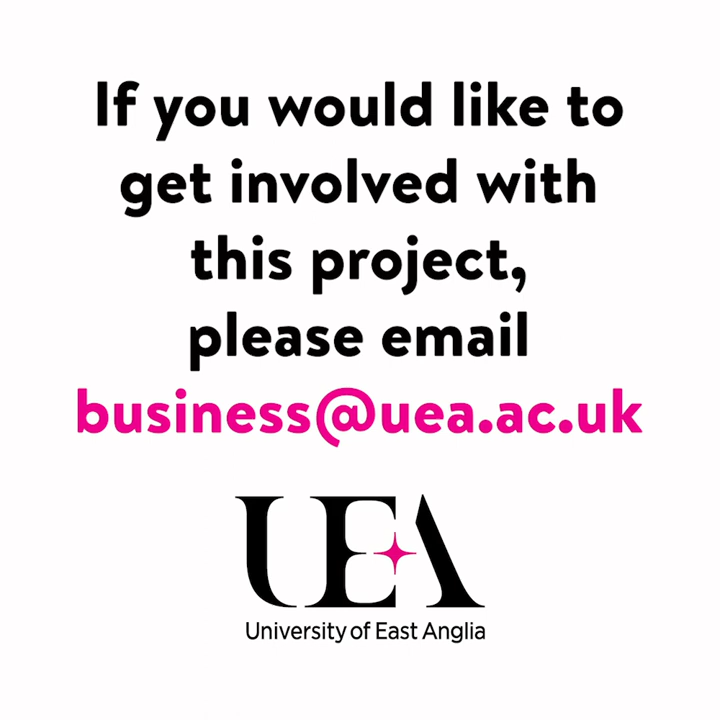 If you would like to
get involved with
this project,
please email
business@uea.ac.uk
UEA
University of East Anglia